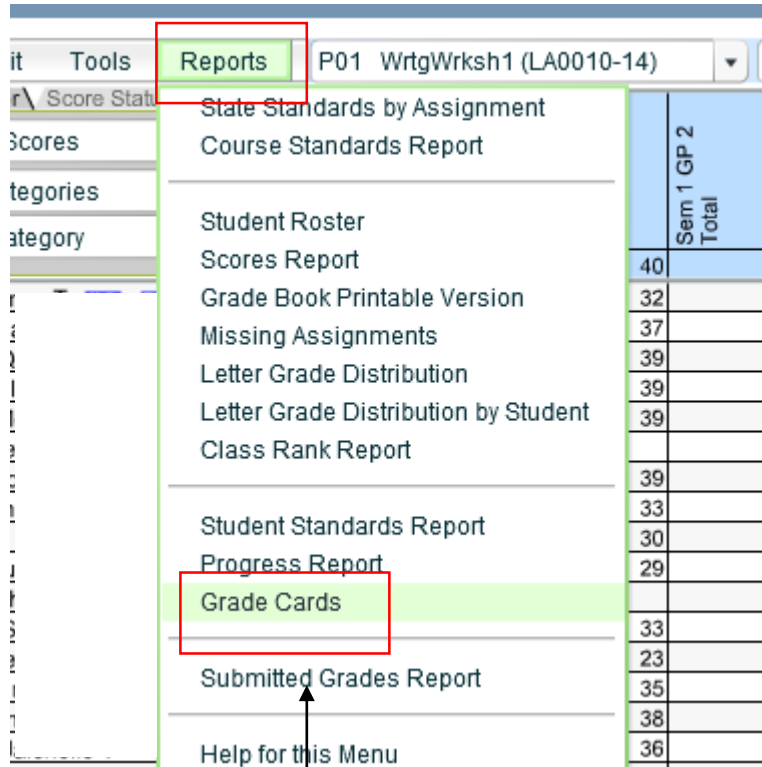 it Tools Reports P01 WrtgWrksh1 (LA0010-14)
r\ Score Statu
Scores
tegories
ategory
State Standards by Assignment
Course Standards Report
Student Roster
Scores Report
Grade Book Printable Version
Missing Assignments
Letter Grade Distribution
Letter Grade Distribution by Student
Class Rank Report
Student Standards Report
Progress Report
Grade Cards
Submitted Grades Report
Help for this Menu
Sem 1 GP 2
Total
40
32
37
39
39
39
39
33
30
29
33
23
35
38
36